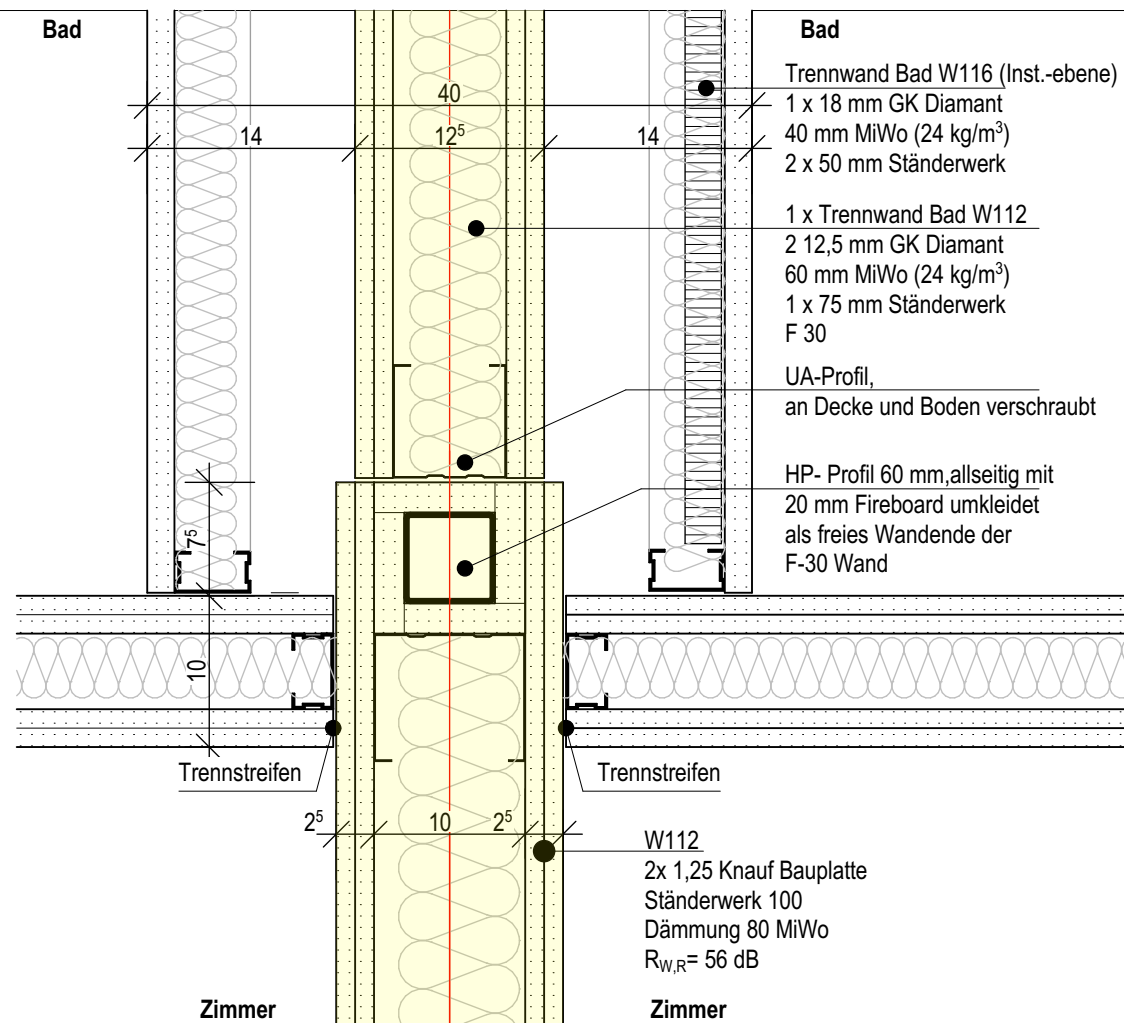 Bad
Bad
Trennwand Bad W116 (Inst.-ebene)
1 x 18 mm GK Diamant
40 mm MiWo (24 kg/m³)
2 x 50 mm Ständerwerk
40
14
12⁵
14
1 x Trennwand Bad W112
2 12,5 mm GK Diamant
60 mm MiWo (24 kg/m³)
1 x 75 mm Ständerwerk
F 30
UA-Profil,
an Decke und Boden verschraubt
HP- Profil 60 mm,allseitig mit
20 mm Fireboard umkleidet
als freies Wandende der
F-30 Wand
7⁵
10
Trennstreifen
Trennstreifen
2⁵
10
2⁵
W112
2x 1,25 Knauf Bauplatte
Ständerwerk 100
Dämmung 80 MiWo
R_W,R= 56 dB
Zimmer
Zimmer